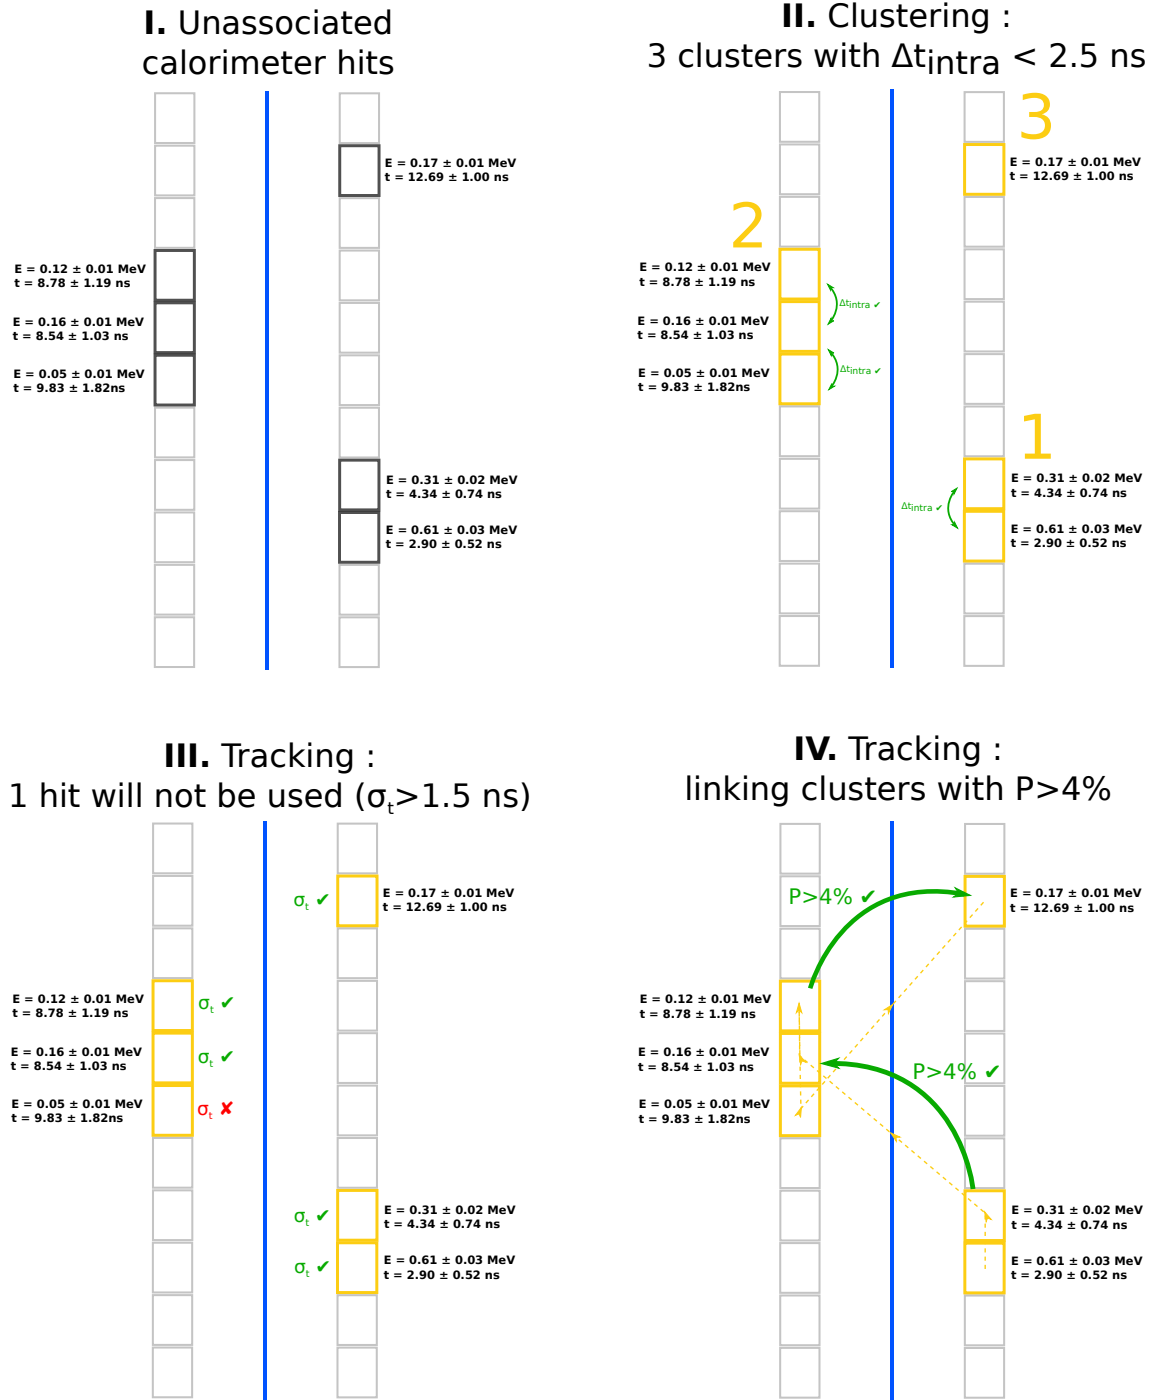 I. Unassociated
calorimeter hits
E = 0.17 ± 0.01 MeV
t = 12.69 ± 1.00 ns
E = 0.12 ± 0.01 MeV
t = 8.78 ± 1.19 ns
E = 0.16 ± 0.01 MeV
t = 8.54 ± 1.03 ns
E = 0.05 ± 0.01 MeV
t = 9.83 ± 1.82ns
E = 0.31 ± 0.02 MeV
t = 4.34 ± 0.74 ns
E = 0.61 ± 0.03 MeV
t = 2.90 ± 0.52 ns
II. Clustering :
3 clusters with Δtintra < 2.5 ns
3
E = 0.17 ± 0.01 MeV
t = 12.69 ± 1.00 ns
2
E = 0.12 ± 0.01 MeV
t = 8.78 ± 1.19 ns
Δtintra ✔
E = 0.16 ± 0.01 MeV
t = 8.54 ± 1.03 ns
Δtintra ✔
E = 0.05 ± 0.01 MeV
t = 9.83 ± 1.82ns
1
E = 0.31 ± 0.02 MeV
t = 4.34 ± 0.74 ns
Δtintra ✔
E = 0.61 ± 0.03 MeV
t = 2.90 ± 0.52 ns
III. Tracking :
1 hit will not be used (σt>1.5 ns)
σt ✔
E = 0.17 ± 0.01 MeV
t = 12.69 ± 1.00 ns
E = 0.12 ± 0.01 MeV
t = 8.78 ± 1.19 ns
σt ✔
E = 0.16 ± 0.01 MeV
t = 8.54 ± 1.03 ns
σt ✔
E = 0.05 ± 0.01 MeV
t = 9.83 ± 1.82ns
σt ✘
σt ✔
E = 0.31 ± 0.02 MeV
t = 4.34 ± 0.74 ns
σt ✔
E = 0.61 ± 0.03 MeV
t = 2.90 ± 0.52 ns
IV. Tracking :
linking clusters with P>4%
P>4% ✔
E = 0.17 ± 0.01 MeV
t = 12.69 ± 1.00 ns
E = 0.12 ± 0.01 MeV
t = 8.78 ± 1.19 ns
E = 0.16 ± 0.01 MeV
t = 8.54 ± 1.03 ns
P>4% ✔
E = 0.05 ± 0.01 MeV
t = 9.83 ± 1.82ns
E = 0.31 ± 0.02 MeV
t = 4.34 ± 0.74 ns
E = 0.61 ± 0.03 MeV
t = 2.90 ± 0.52 ns